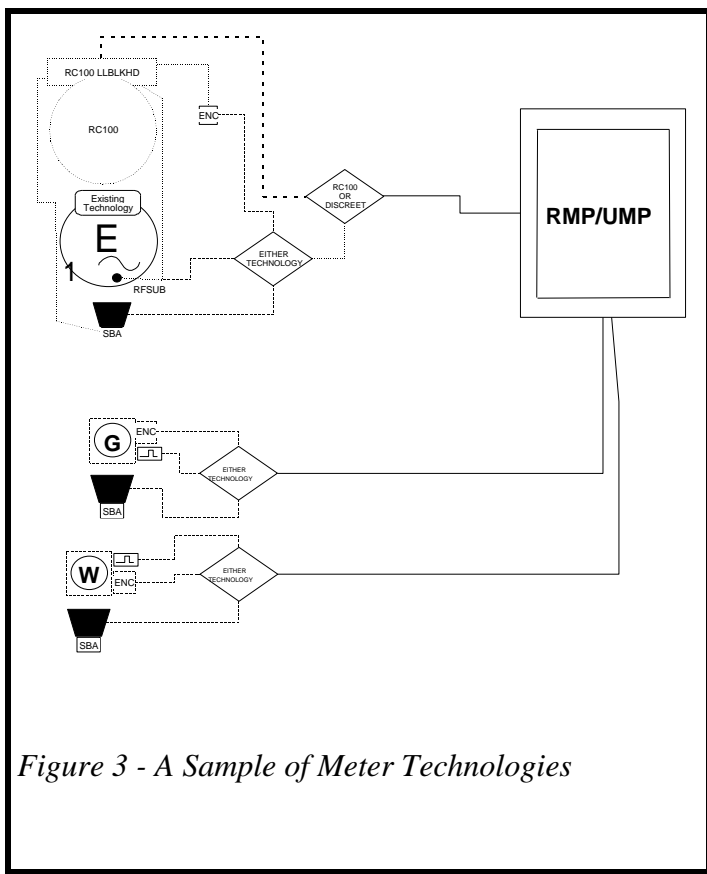 RC100 LLBLKHD
ENC
RC100
RC100
OR
DISCREET
RMP/UMP
Existing
Technology
E
1
RFSUB
EITHER
TECHNOLOGY
SBA
G
ENC
EITHER
TECHNOLOGY
SBA
W
ENC
EITHER
TECHNOLOGY
SBA
Figure 3 - A Sample of Meter Technologies